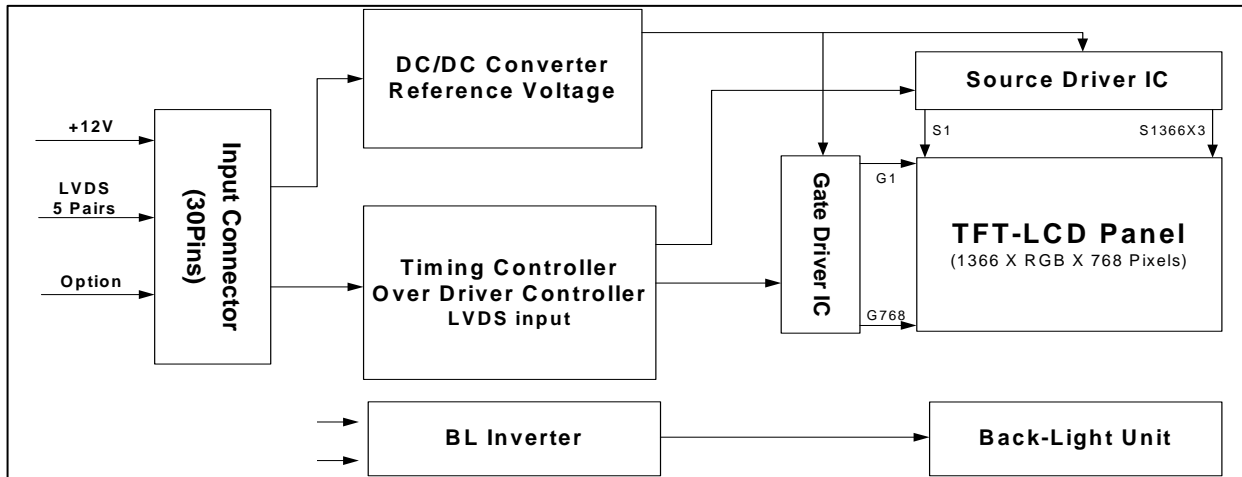 DC/DC Converter
Reference Voltage
Source Driver IC
+12V
S1
S1366X3
Input Connector
(30Pins)
LVDS
5 Pairs
Gate Driver IC
G1
TFT-LCD Panel
(1366 X RGB X 768 Pixels)
Option
Timing Controller
Over Driver Controller
LVDS input
G768
BL Inverter
Back-Light Unit